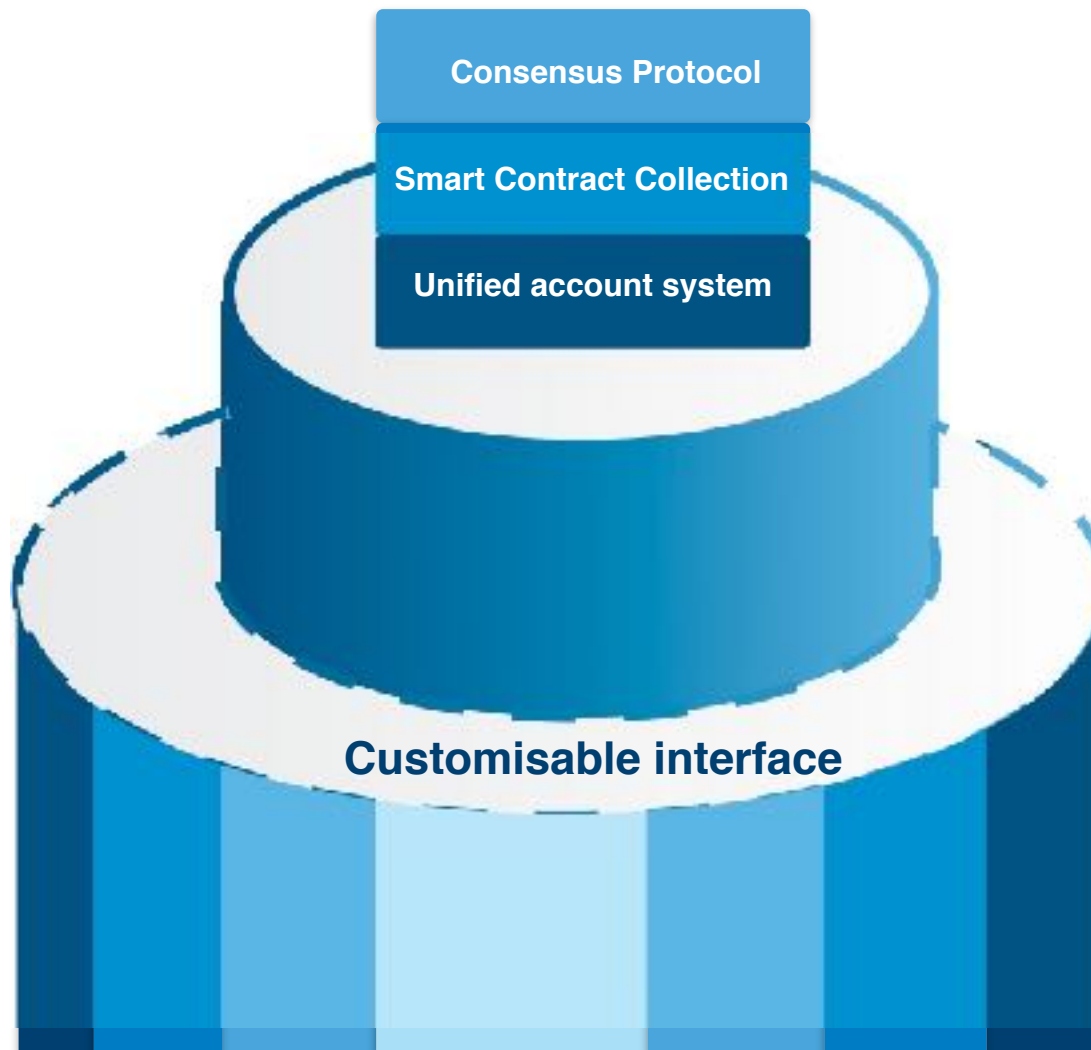 Consensus Protocol
Smart Contract Collection
Unified account system
Customisable interface